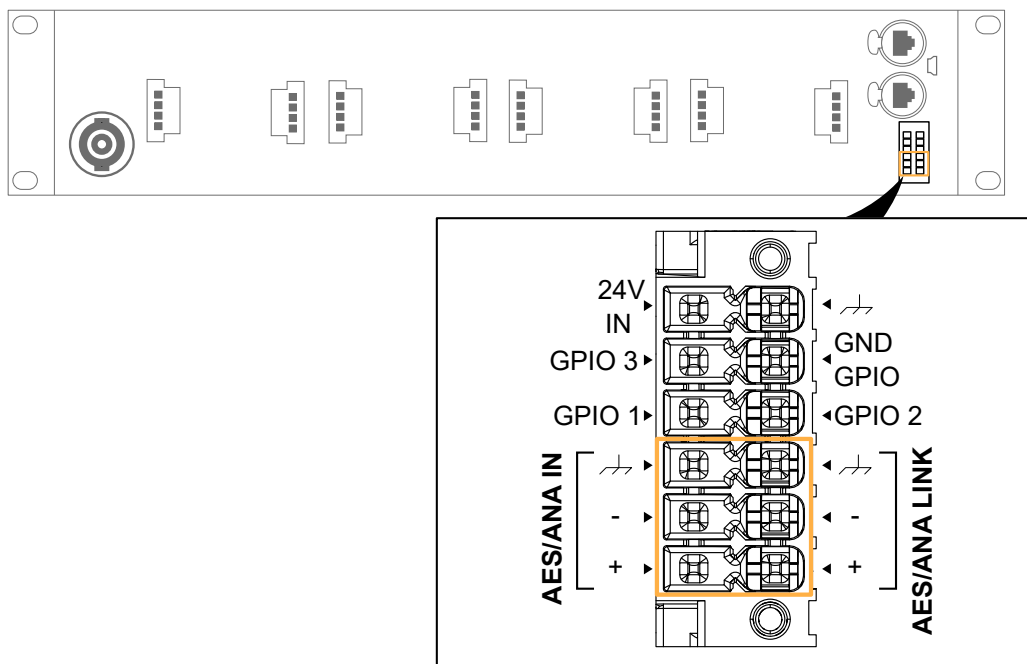 24V
IN
GPIO 3
GND
GPIO
GPIO 1
GPIO 2
AES/ANA IN
-
+
-
+
AES/ANA LINK